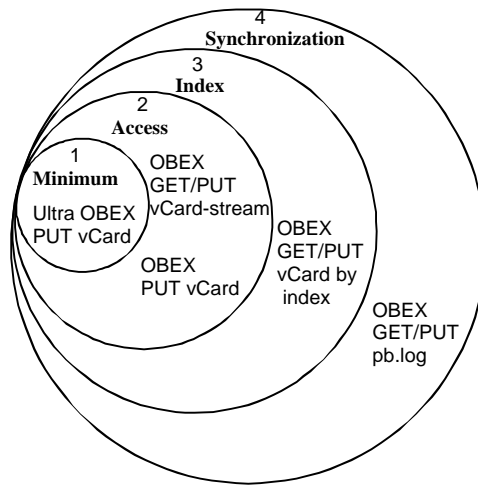 4
Synchronization
3
Index
2
Access
1
Minimum
Ultra OBEX
PUT vCard
OBEX
GET/PUT
vCard-stream
OBEX
PUT vCard
OBEX
GET/PUT
vCard by
index
OBEX
GET/PUT
pb.log